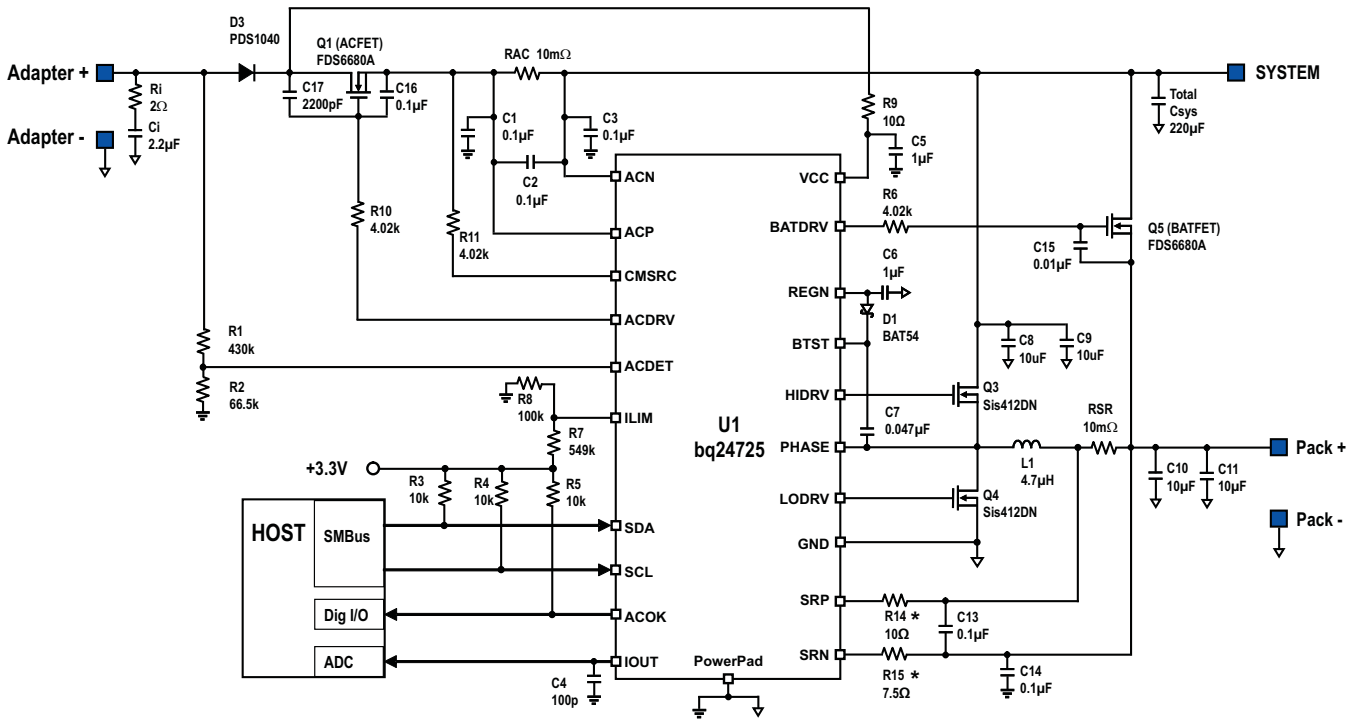 D3
PDS1040
Q1 (ACFET)
FDS6680A
RAC 10mΩ
Adapter +
SYSTEM
Ri
2Ω
Ci
2.2µF
Adapter -
C17
2200pF
C16
0.1µF
C1
0.1µF
C3
0.1µF
C2
0.1µF
R9
10Ω
C5
1µF
Total
Csys
220µF
R10
4.02k
R11
4.02k
R6
4.02k
Q5 (BATFET)
FDS6680A
C15
0.01µF
C6
1µF
D1
BAT54
R1
430k
R2
66.5k
R8
100k
R7
549k
+3.3V
R3
10k
R4
10k
R5
10k
ACN
ACP
CMSRC
ACDRV
ACDET
ILIM
SDA
SCL
ACOK
IOUT
U1
bq24725
PowerPad
VCC
BATDRV
REGN
BTST
HIDRV
PHASE
LODRV
GND
SRP
SRN
C8
10uF
C9
10uF
Q3
Sis412DN
C7
0.047µF
L1
4.7µH
RSR
10mΩ
Q4
Sis412DN
Pack +
C10
10µF
C11
10µF
Pack -
R14 *
10Ω
C13
0.1µF
R15 *
7.5Ω
C14
0.1µF
HOST
SMBus
Dig I/O
ADC
C4
100p